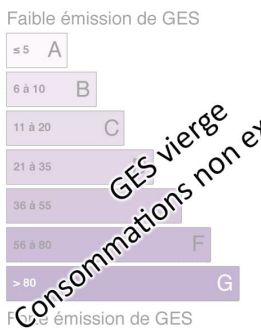 Faible émission de GES
≤ 5 A
6 à 10 B
11 à 20 C
21 à 35
36 à 55
56 à 80 F
> 80 G
GES vierge
Consommations non
Forte émission de GES